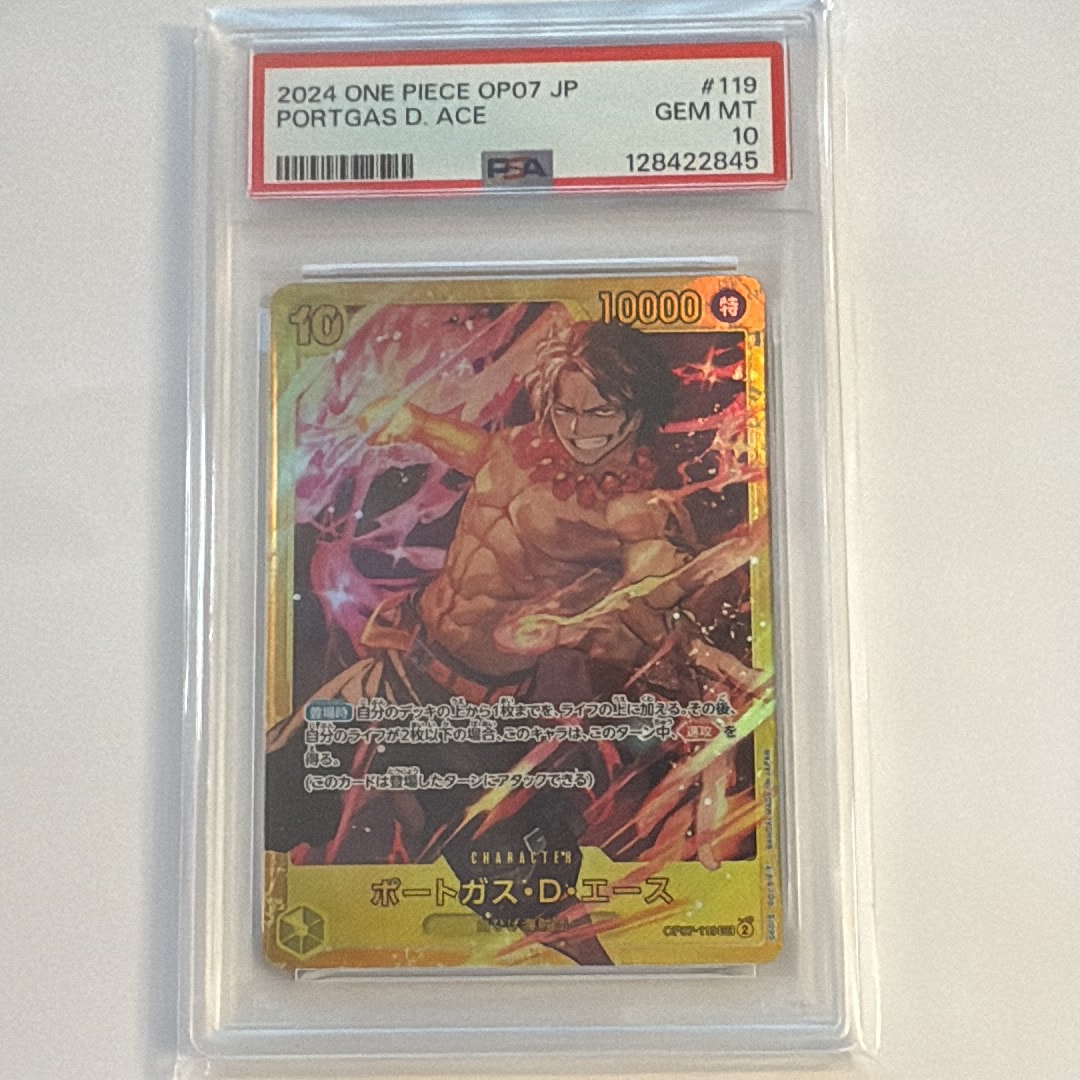 2024 ONE PIECE OP07 JP #119
PORTGAS D. ACE GEM MT
10
PSA 128422845
10 10000 特
登場時 自分のデッキの上から1枚までを、ライフの上に加える。その後、
自分のライフが2枚以下の場合、このキャラは、このターン中、速攻 を
得る。
(このカードは登場したターンにアタックできる)
CHARACTER
ポートガス・D・エース
OP07-119 2